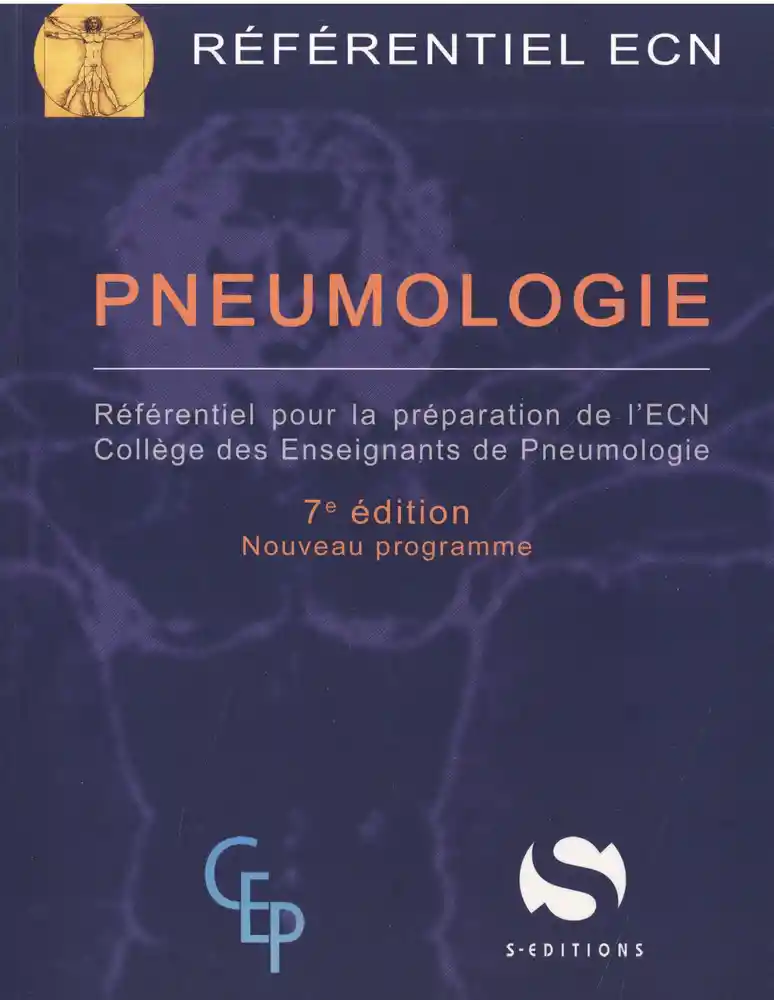 RÉFÉRENTIEL ECN
PNEUMOLOGIE
Référentiel pour la préparation de l'ECN
Collège des Enseignants de Pneumologie
7e édition
Nouveau programme
CEP
S
S-EDITIONS